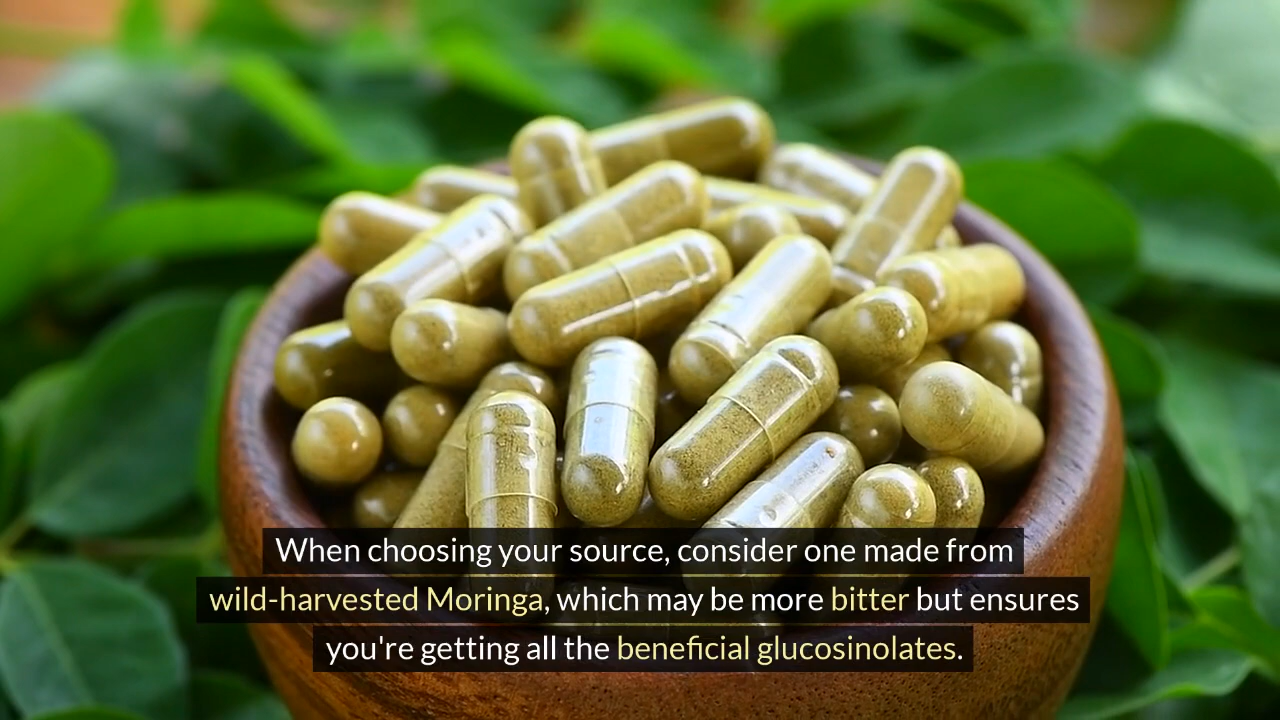 When choosing your source, consider one made from
wild-harvested Moringa, which may be more bitter but ensures
you're getting all the beneficial glucosinolates.